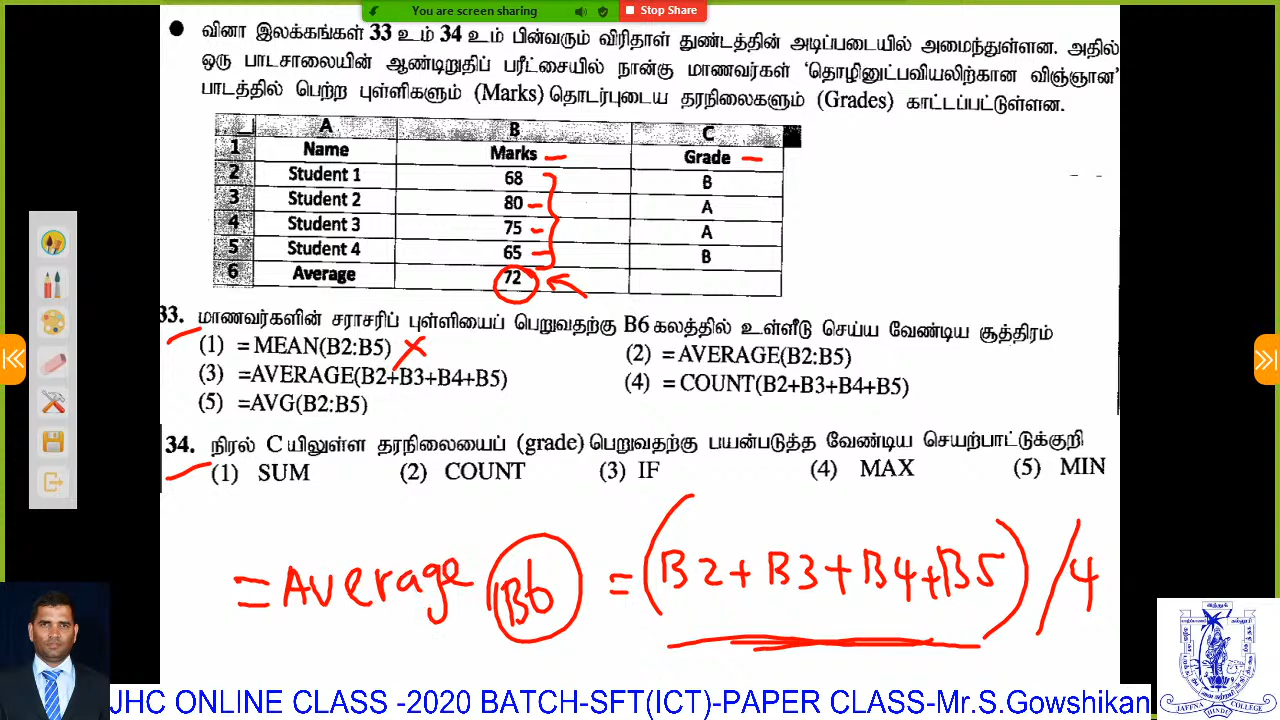 You are screen sharing
Stop Share
வினா இலக்கங்கள் 33 உம் 34 உம் பின்வரும் விரிதாள் துண்டத்தின் அடிப்படையில் அமைந்துள்ளன. அதில்
ஒரு பாடசாலையின் ஆண்டிறுதிப் பரீட்சையில் நான்கு மாணவர்கள் ‘தொழினுட்பவியலிற்கான விஞ்ஞான’
பாடத்தில் பெற்ற புள்ளிகளும் (Marks) தொடர்புடைய தரநிலைகளும் (Grades) காட்டப்பட்டுள்ளன.
A B C
1 Name Marks Grade
2 Student 1 68 B
3 Student 2 80 A
4 Student 3 75 A
5 Student 4 65 B
6 Average 72
33. மாணவர்களின் சராசரிப் புள்ளியைப் பெறுவதற்கு B6 கலத்தில் உள்ளீடு செய்ய வேண்டிய சூத்திரம்
(1) = MEAN(B2:B5) (2) = AVERAGE(B2:B5)
(3) =AVERAGE(B2+B3+B4+B5) (4) = COUNT(B2+B3+B4+B5)
(5) =AVG(B2:B5)
34. நிரல் C யிலுள்ள தரநிலையைப் (grade) பெறுவதற்கு பயன்படுத்த வேண்டிய செயற்பாட்டுக்குறி
(1) SUM (2) COUNT (3) IF (4) MAX (5) MIN
= Average B6 = (B2+B3+B4+B5) / 4
JHC ONLINE CLASS -2020 BATCH-SFT(ICT)-PAPER CLASS-Mr.S.Gowshikan